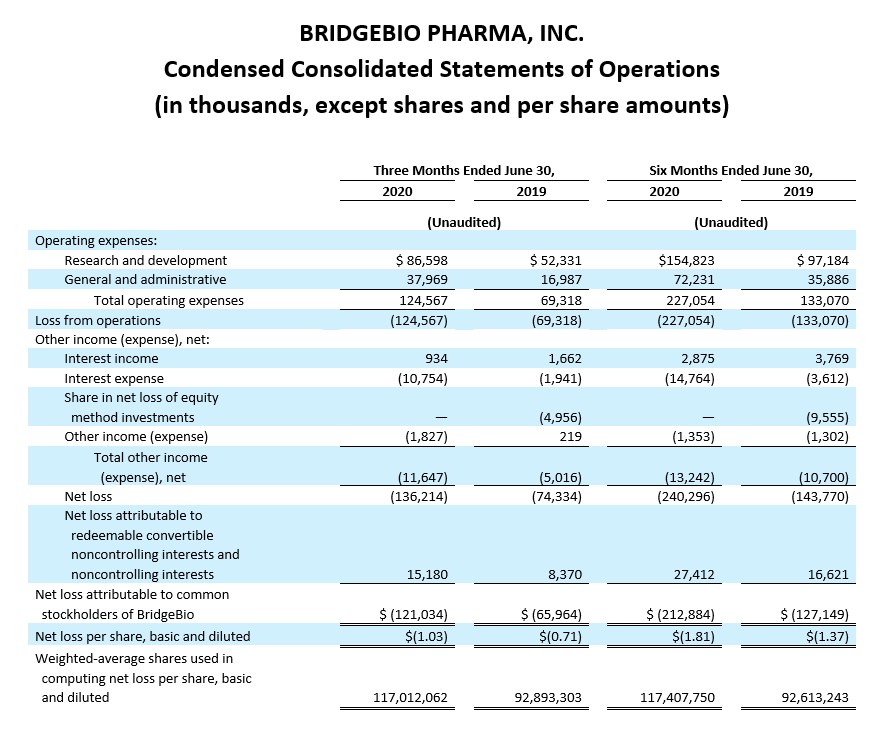 BRIDGEBIO PHARMA, INC.
Condensed Consolidated Statements of Operations
(in thousands, except shares and per share amounts)
Three Months Ended June 30, Six Months Ended June 30,
2020 2019 2020 2019
(Unaudited) (Unaudited)
Operating expenses:
Research and development $ 86,598 $ 52,331 $154,823 $ 97,184
General and administrative 37,969 16,987 72,231 35,886
Total operating expenses 124,567 69,318 227,054 133,070
Loss from operations (124,567) (69,318) (227,054) (133,070)
Other income (expense), net:
Interest income 934 1,662 2,875 3,769
Interest expense (10,754) (1,941) (14,764) (3,612)
Share in net loss of equity
method investments — (4,956) — (9,555)
Other income (expense) (1,827) 219 (1,353) (1,302)
Total other income
(expense), net (11,647) (5,016) (13,242) (10,700)
Net loss (136,214) (74,334) (240,296) (143,770)
Net loss attributable to
redeemable convertible
noncontrolling interests and
noncontrolling interests 15,180 8,370 27,412 16,621
Net loss attributable to common
stockholders of BridgeBio $ (121,034) $ (65,964) $ (212,884) $ (127,149)
Net loss per share, basic and diluted $(1.03) $(0.71) $(1.81) $(1.37)
Weighted-average shares used in
computing net loss per share, basic
and diluted 117,012,062 92,893,303 117,407,750 92,613,243